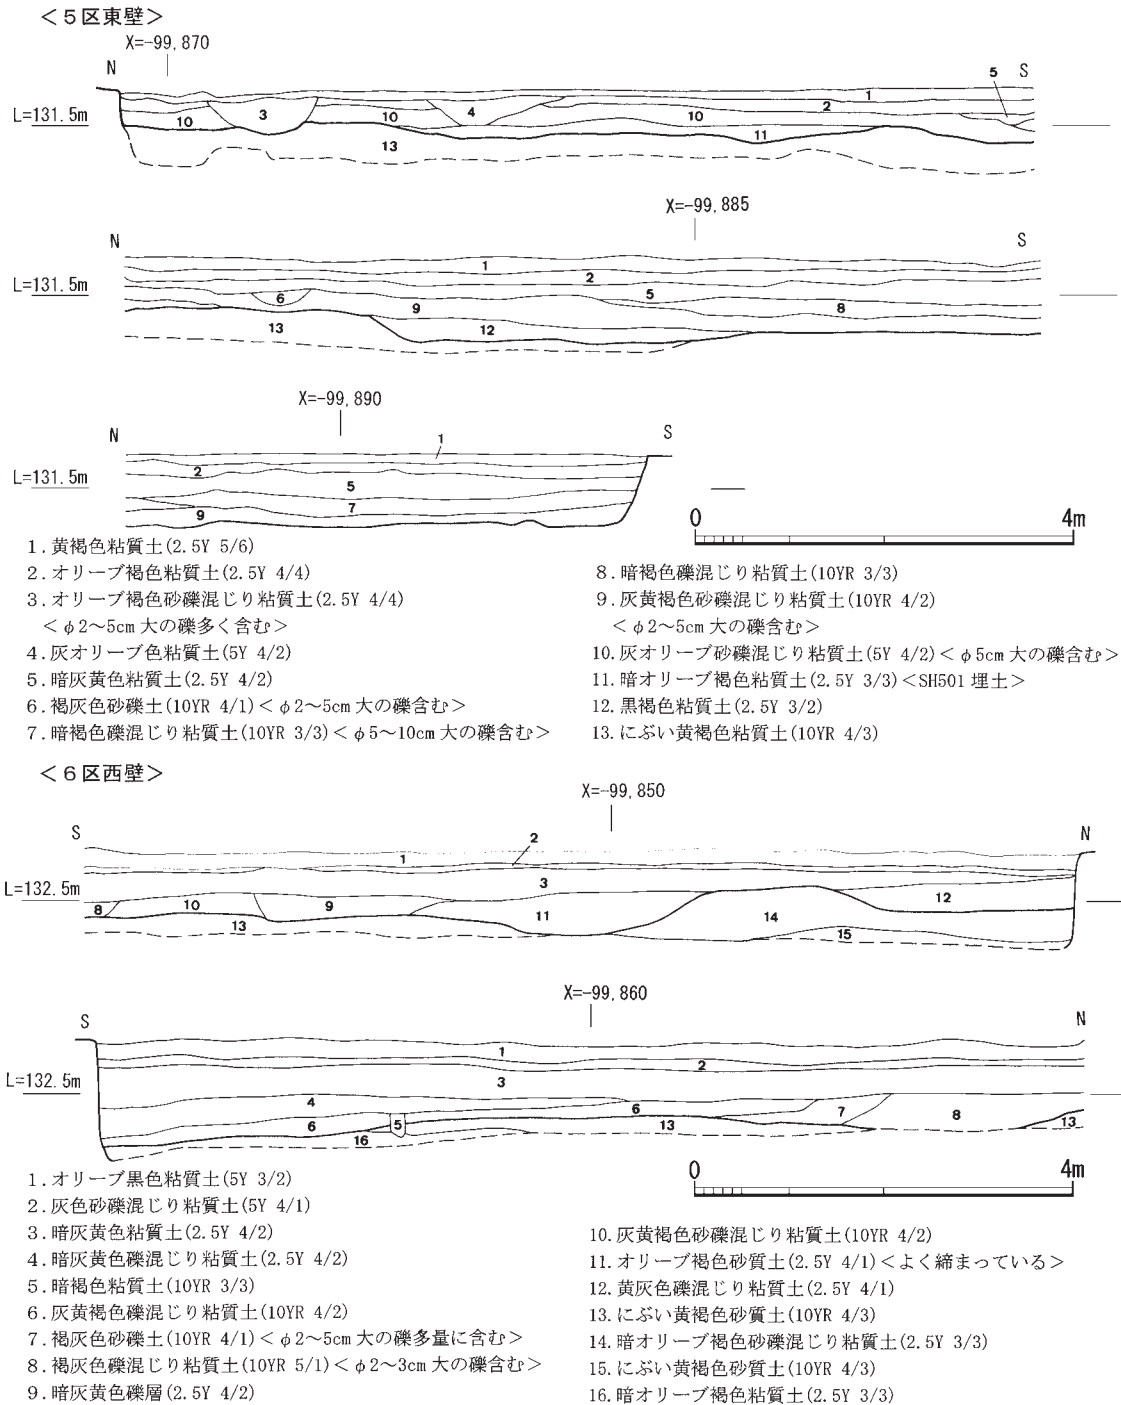 ＜５区東壁＞
X=-99,870
N
S
L=131.5m
5
1
2
3
4
10
10
10
11
13
X=-99,885
N
S
L=131.5m
1
2
5
6
9
8
12
13
X=-99,890
N
S
L=131.5m
1
2
5
7
9
0 4m
1.黄褐色粘質土(2.5Y 5/6)
2.オリーブ褐色粘質土(2.5Y 4/4)
3.オリーブ褐色砂礫混じり粘質土(2.5Y 4/4)
＜φ2～5cm 大の礫多く含む＞
4.灰オリーブ色粘質土(5Y 4/2)
5.暗灰黄色粘質土(2.5Y 4/2)
6.褐灰色砂礫土(10YR 4/1)＜φ2～5cm 大の礫含む＞
7.暗褐色礫混じり粘質土(10YR 3/3)＜φ5～10cm 大の礫含む＞
8.暗褐色礫混じり粘質土(10YR 3/3)
9.灰黄褐色砂礫混じり粘質土(10YR 4/2)
＜φ2～5cm 大の礫含む＞
10.灰オリーブ砂礫混じり粘質土(5Y 4/2)＜φ5cm 大の礫含む＞
11.暗オリーブ褐色粘質土(2.5Y 3/3)＜SH501 埋土＞
12.黒褐色粘質土(2.5Y 3/2)
13.にぶい黄褐色粘質土(10YR 4/3)
＜６区西壁＞
X=-99,850
S
N
L=132.5m
2
1
3
8
10
9
11
12
13
14
15
X=-99,860
S
N
L=132.5m
1
2
3
4
6
6
5
7
8
13
13
16
0 4m
1.オリーブ黒色粘質土(5Y 3/2)
2.灰色砂礫混じり粘質土(5Y 4/1)
3.暗灰黄色粘質土(2.5Y 4/2)
4.暗灰黄色礫混じり粘質土(2.5Y 4/2)
5.暗褐色粘質土(10YR 3/3)
6.灰黄褐色礫混じり粘質土(10YR 4/2)
7.褐灰色砂礫土(10YR 4/1)＜φ2～5cm 大の礫多量に含む＞
8.褐灰色礫混じり粘質土(10YR 5/1)＜φ2～3cm 大の礫含む＞
9.暗灰黄色礫層(2.5Y 4/2)
10.灰黄褐色砂礫混じり粘質土(10YR 4/2)
11.オリーブ褐色砂質土(2.5Y 4/1)＜よく締まっている＞
12.黄灰色礫混じり粘質土(2.5Y 4/1)
13.にぶい黄褐色砂質土(10YR 4/3)
14.暗オリーブ褐色砂礫混じり粘質土(2.5Y 3/3)
15.にぶい黄褐色砂質土(10YR 4/3)
16.暗オリーブ褐色粘質土(2.5Y 3/3)